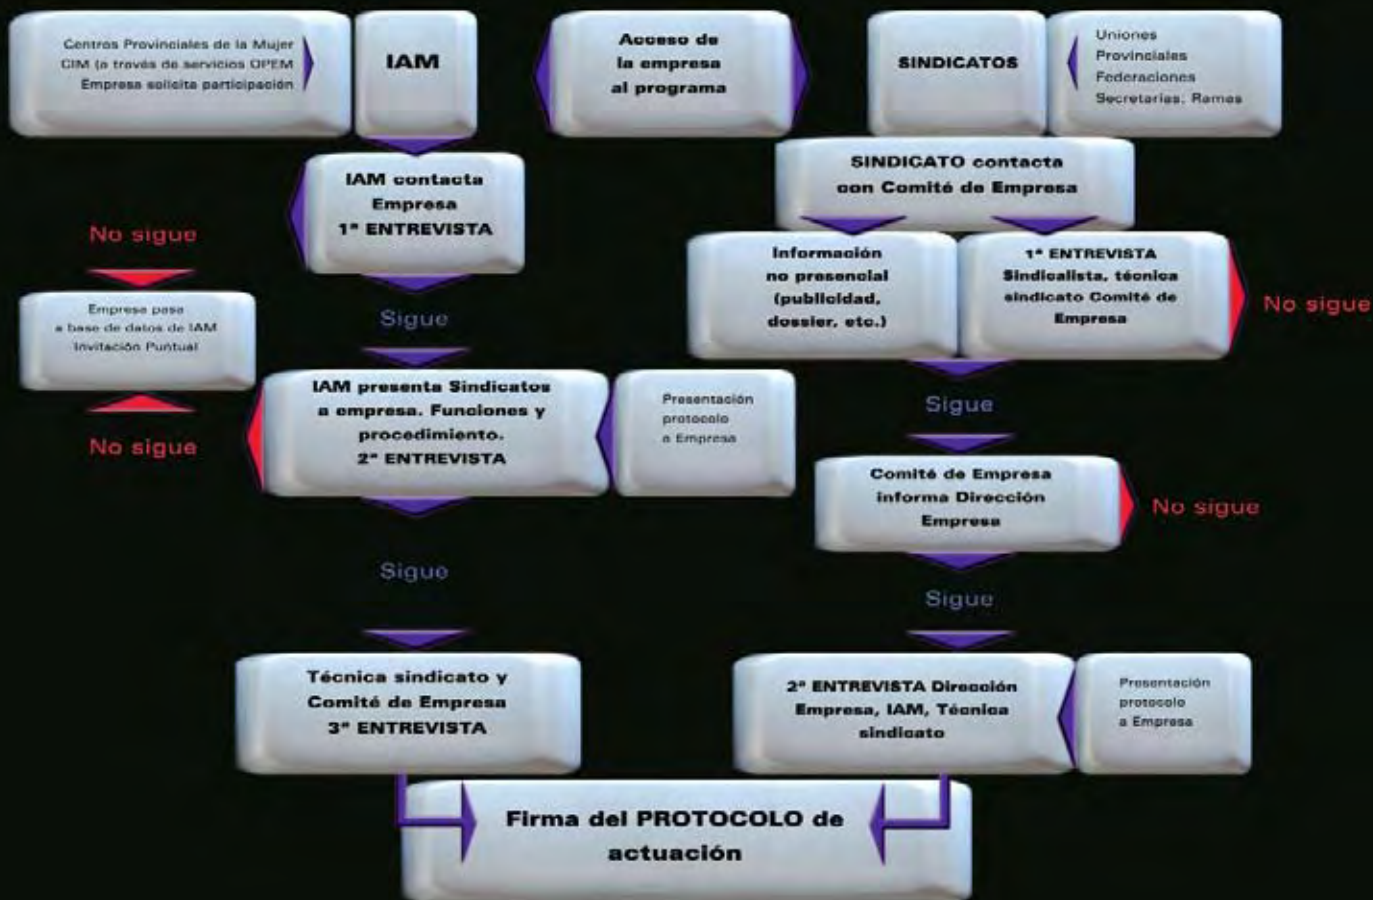 Centros Provinciales de la Mujer
CIM (a través de servicios OPEM
Empresa solicita participación
IAM
Acceso de
la empresa
al programa
SINDICATOS
Uniones
Provinciales
Federaciones
Secretarías; Ramas
IAM contacta
Empresa
1ª ENTREVISTA
SINDICATO contacta
con Comité de Empresa
No sigue
Empresa pasa
a base de datos de IAM
Invitación Puntual
No sigue
Sigue
Información
no presencial
(publicidad,
dossier, etc.)
1ª ENTREVISTA
Sindicalista, técnica
sindicato Comité de
Empresa
No sigue
IAM presenta Sindicatos
a empresa. Funciones y
procedimiento.
2ª ENTREVISTA
Presentación
protocolo
a Empresa
Sigue
Comité de Empresa
informa Dirección
Empresa
No sigue
Sigue
Sigue
Técnica sindicato y
Comité de Empresa
3ª ENTREVISTA
2ª ENTREVISTA Dirección
Empresa, IAM, Técnica
sindicato
Presentación
protocolo
a Empresa
Firma del PROTOCOLO de
actuación